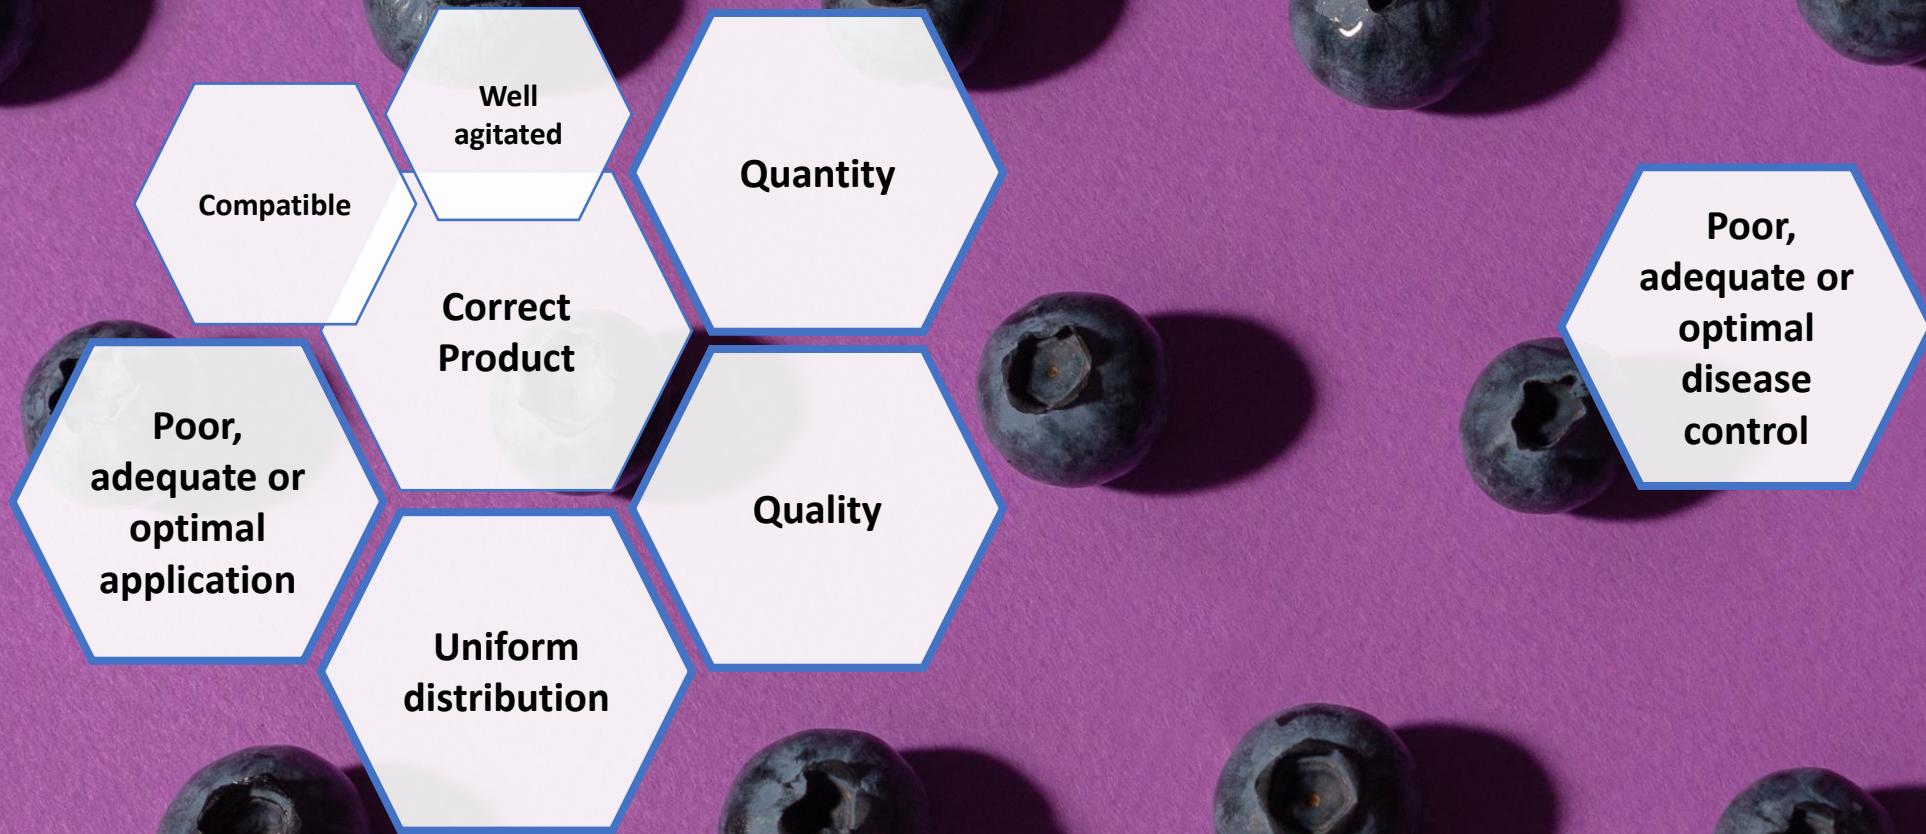 Well
agitated
Compatible
Quantity
Correct
Product
Poor,
adequate or
optimal
application
Quality
Uniform
distribution
Poor,
adequate or
optimal
disease
control